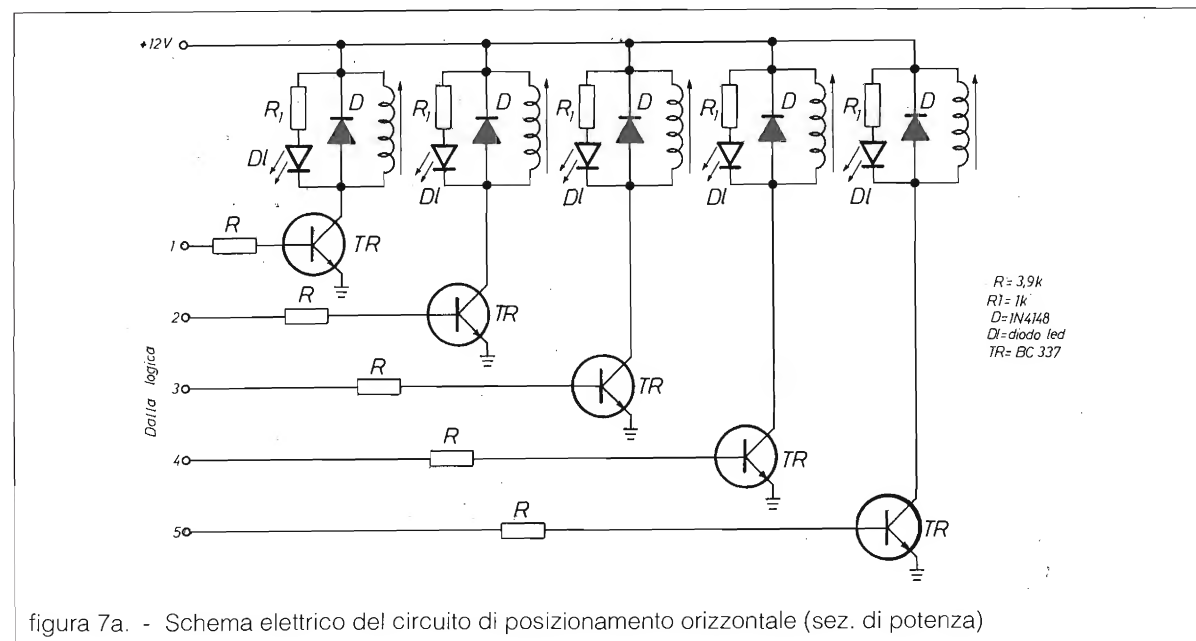 +12V
R1 D R1 D R1 D R1 D R1 D
Dl Dl Dl Dl Dl
1 R TR
2 R TR
3 R TR
4 R TR
5 R TR
Dalla logica
R = 3,9k
R1 = 1k
D = 1N4148
Dl = diodo led
TR = BC 337
figura 7a. - Schema elettrico del circuito di posizionamento orizzontale (sez. di potenza)